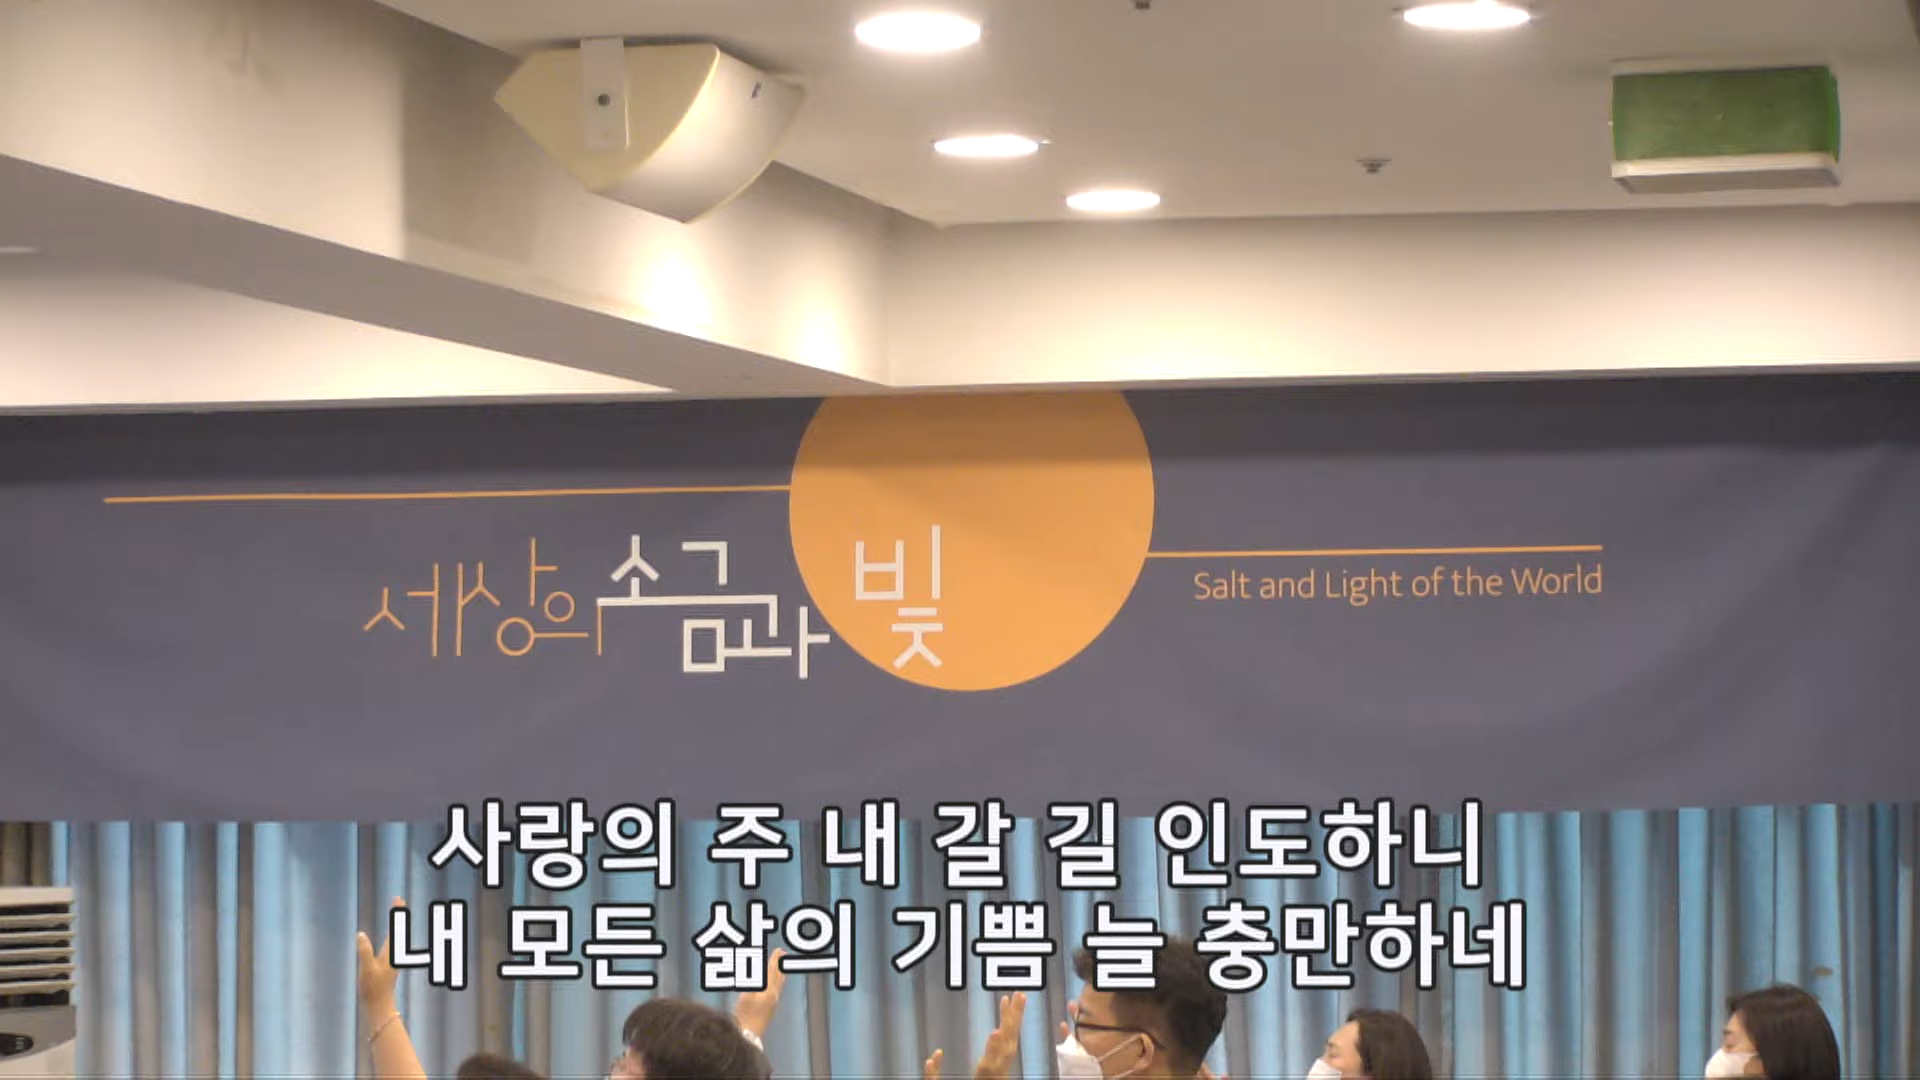 세상의 소금과 빛
Salt and Light of the World
사랑의 주 내 갈 길 인도하니
내 모든 삶의 기쁨 늘 충만하네